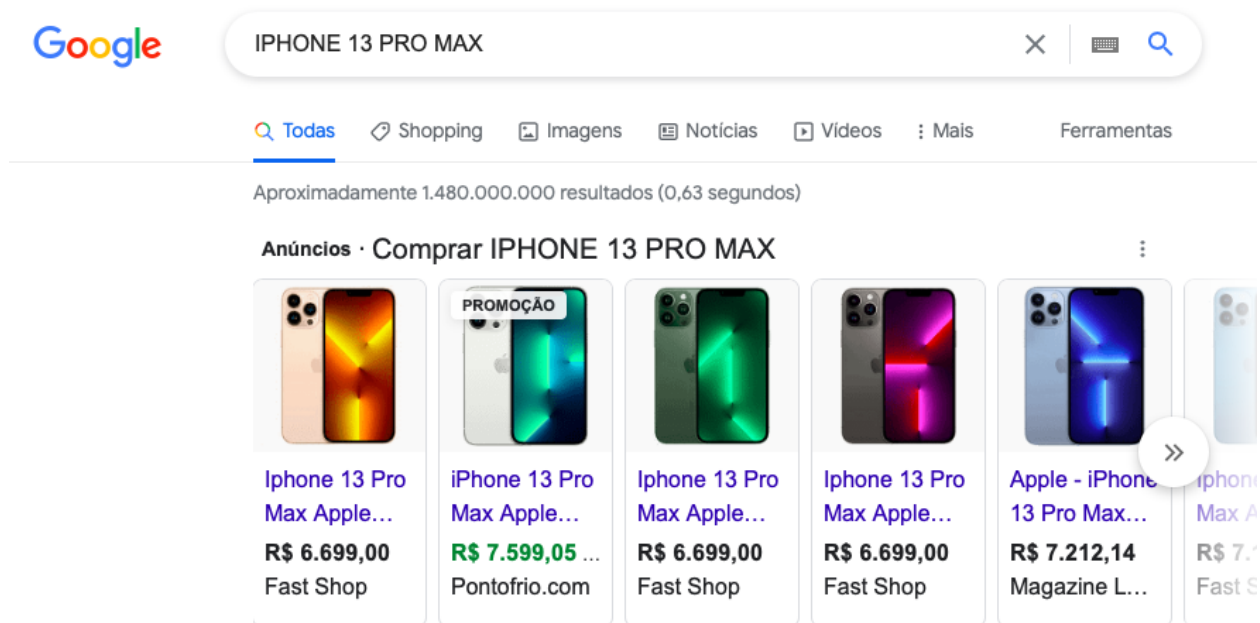 Google
IPHONE 13 PRO MAX
Todas Shopping Imagens Notícias Vídeos Mais Ferramentas
Aproximadamente 1.480.000.000 resultados (0,63 segundos)
Anúncios · Comprar IPHONE 13 PRO MAX
PROMOÇÃO
Iphone 13 Pro
Max Apple...
R$ 6.699,00
Fast Shop
iPhone 13 Pro
Max Apple...
R$ 7.599,05 ...
Pontofrio.com
Iphone 13 Pro
Max Apple...
R$ 6.699,00
Fast Shop
Iphone 13 Pro
Max Apple...
R$ 6.699,00
Fast Shop
Apple - iPhone
13 Pro Max...
R$ 7.212,14
Magazine L...
Max
R$
Fast